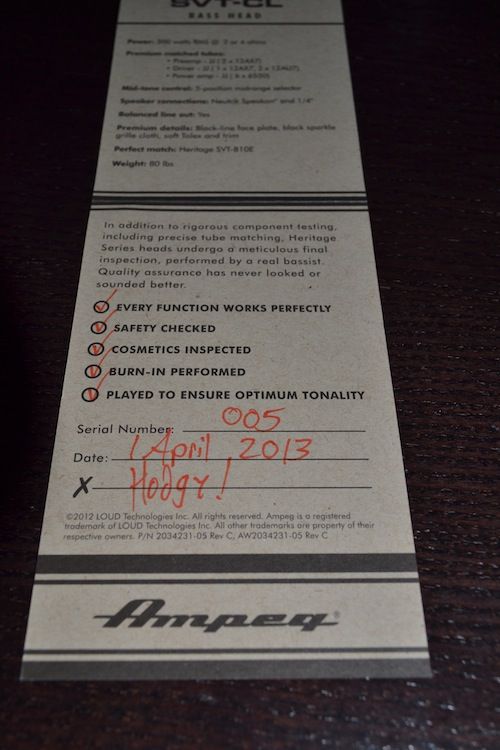 SVT-CL
BASS HEAD
Power: 300 watts RMS @ 2 or 4 ohms
Premium matched tubes:
• Preamp - JJ ( 2 x 12AX7)
• Driver - JJ ( 1 x 12AX7, 2 x 12AU7)
• Power amp - JJ ( 6 x 6550)
Mid-tone control: 5-position midrange selector
Speaker connections: Neutrik Speakon® and 1/4"
Balanced line out: Yes
Premium details: Black-line face plate, black sparkle
grille cloth, soft Tolex and trim
Perfect match: Heritage SVT-810E
Weight: 80 lbs
In addition to rigorous component testing,
including precise tube matching, Heritage
Series heads undergo a meticulous final
inspection, performed by a real bassist.
Quality assurance has never looked or
sounded better.
EVERY FUNCTION WORKS PERFECTLY
SAFETY CHECKED
COSMETICS INSPECTED
BURN-IN PERFORMED
PLAYED TO ENSURE OPTIMUM TONALITY
Serial Number: 005
Date: 1 April 2013
X Hodgy!
©2012 LOUD Technologies Inc. All rights reserved. Ampeg is a registered
trademark of LOUD Technologies Inc. All other trademarks are property of their
respective owners. P/N 2034231-05 Rev C, AW2034231-05 Rev C
Ampeg®